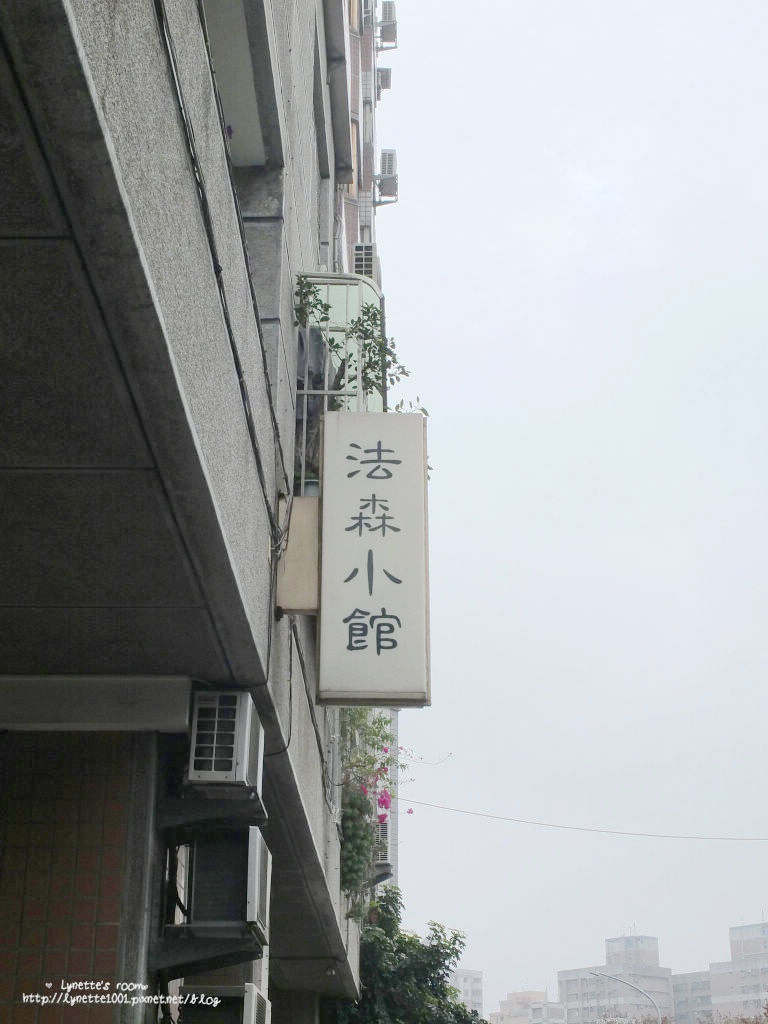 法森小館
♥ Lynette's room
http://lynette1001.pixnet.net/blog